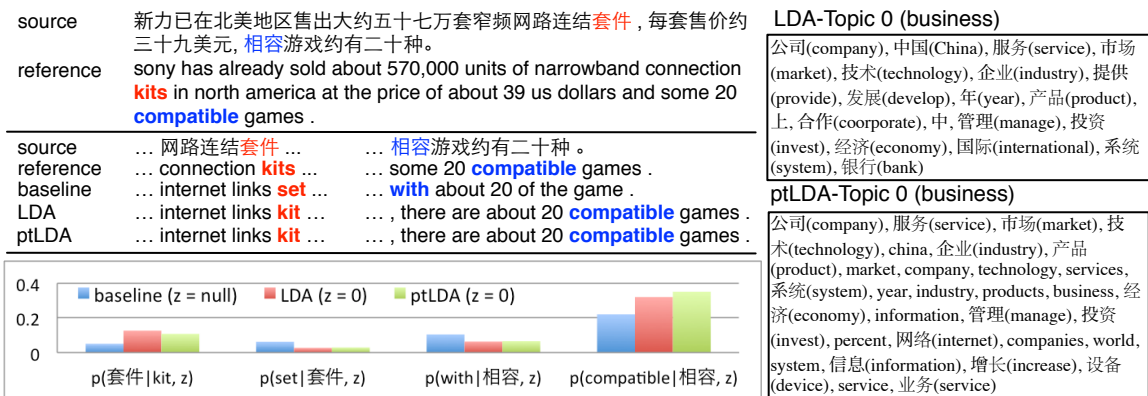 source 新力已在北美地区售出大约五十七万套窄频网路连结套件 , 每套售价约
三十九美元, 相容游戏约有二十种。
reference sony has already sold about 570,000 units of narrowband connection
kits in north america at the price of about 39 us dollars and some 20
compatible games .
source ... 网路连结套件 ... ... 相容游戏约有二十种 。
reference ... connection kits ... ... some 20 compatible games .
baseline ... internet links set ... ... with about 20 of the game .
LDA ... internet links kit ... ... , there are about 20 compatible games .
ptLDA ... internet links kit ... ... , there are about 20 compatible games .
0.4
0.2
0
baseline (z = null) LDA (z = 0) ptLDA (z = 0)
p(套件|kit, z) p(set|套件, z) p(with|相容, z) p(compatible|相容, z)
LDA-Topic 0 (business)
公司(company), 中国(China), 服务(service), 市场
(market), 技术(technology), 企业(industry), 提供
(provide), 发展(develop), 年(year), 产品(product),
上, 合作(coorporate), 中, 管理(manage), 投资
(invest), 经济(economy), 国际(international), 系统
(system), 银行(bank)
ptLDA-Topic 0 (business)
公司(company), 服务(service), 市场(market), 技
术(technology), china, 企业(industry), 产品
(product), market, company, technology, services,
系统(system), year, industry, products, business, 经
济(economy), information, 管理(manage), 投资
(invest), percent, 网络(internet), companies, world,
system, 信息(information), 增长(increase), 设备
(device), service, 业务(service)